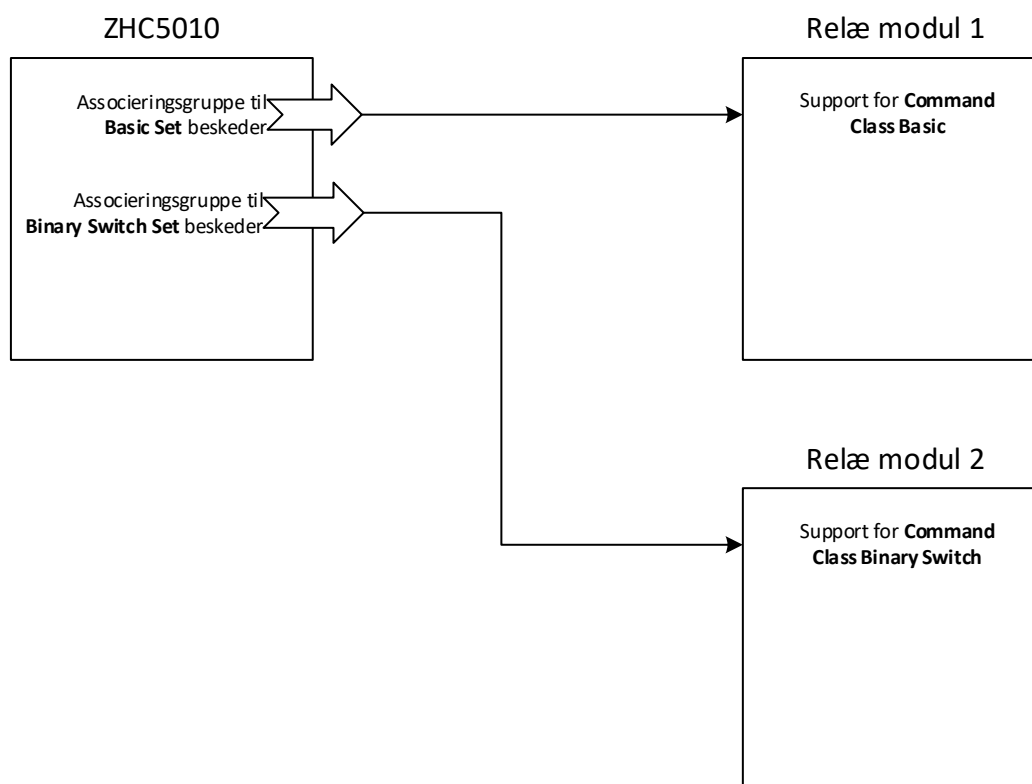 ZHC5010
Associeringsgruppe til
Basic Set beskeder
Associeringsgruppe til
Binary Switch Set beskeder
Relæ modul 1
Support for Command
Class Basic
Relæ modul 2
Support for Command
Class Binary Switch